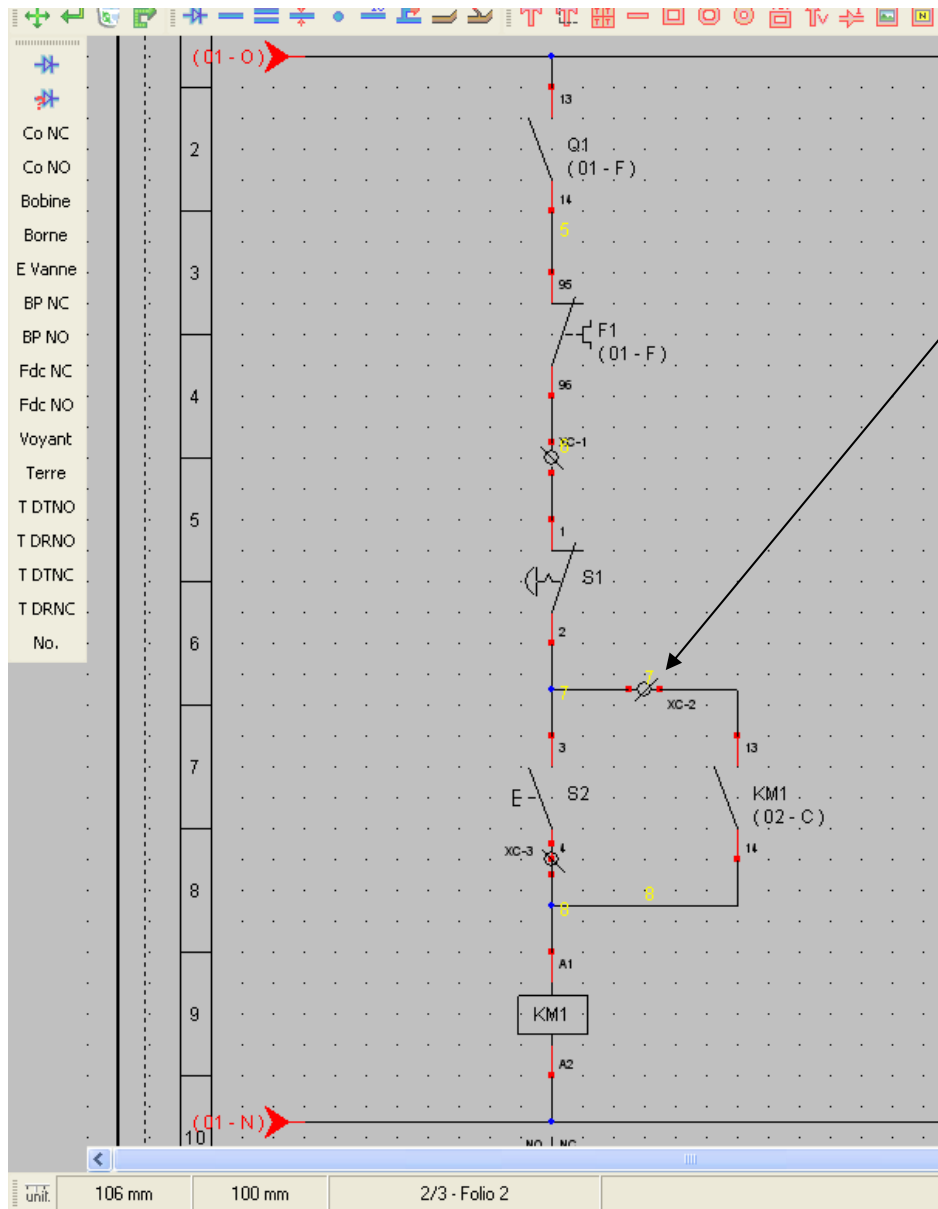 (01 - O)
Co NC
Co NO
Bobine
Borne
E Vanne
BP NC
BP NO
Fdc NC
Fdc NO
Voyant
Terre
T DTNO
T DRNO
T DTNC
T DRNC
No.
13
2
Q1
(01 - F)
14
5
3
95
F1
(01 - F)
96
4
XC-1
6
5
1
S1
2
6
7
7
XC-2
3
13
7
E
S2
KM1
(02 - C)
XC-3
4
14
8
8
8
A1
9
KM1
A2
(01 - N)
10
NO NC
unit.
106 mm
100 mm
2/3 - Folio 2